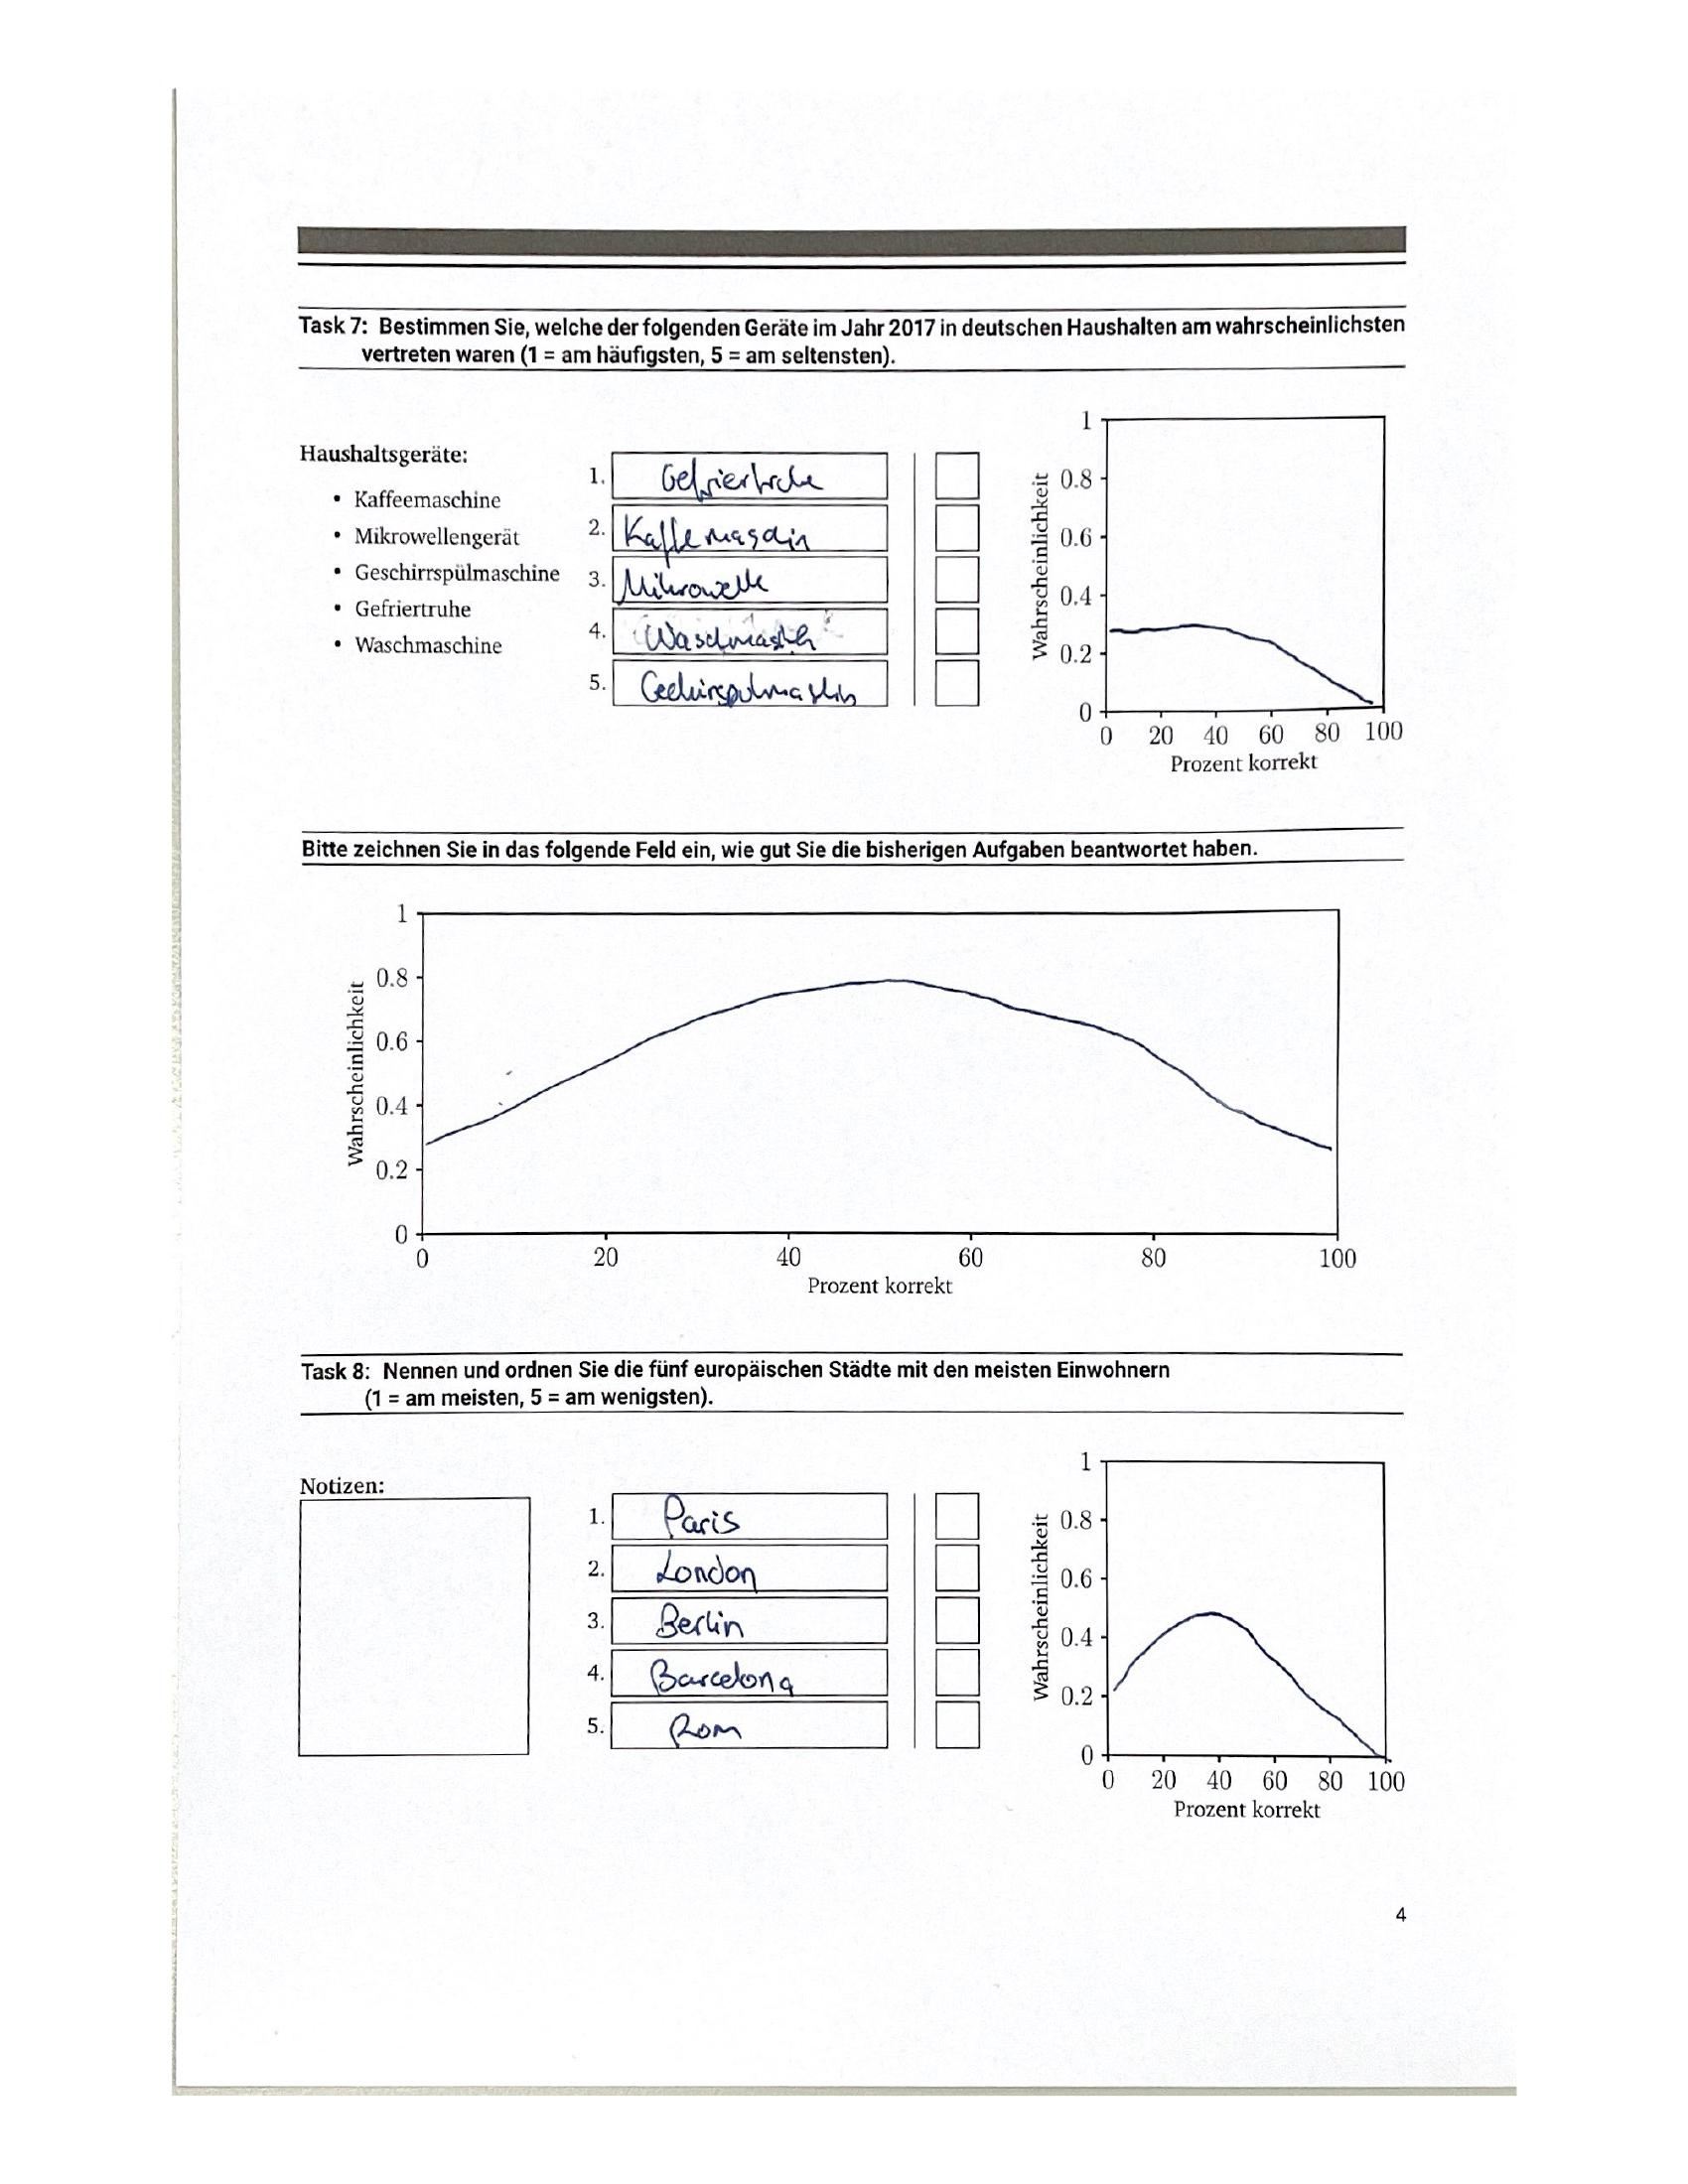 Task 7: Bestimmen Sie, welche der folgenden Geräte im Jahr 2017 in deutschen Haushalten am wahrscheinlichsten
vertreten waren (1 = am häufigsten, 5 = am seltensten).
Haushaltsgeräte:
• Kaffeemaschine
• Mikrowellengerät
• Geschirrspülmaschine
• Gefriertruhe
• Waschmaschine
1.
2. Kaffemaschin
3. Mikrowelle
4.
5.
Wahrscheinlichkeit
1
0.8
0.6
0.4
0.2
0
0 20 40 60 80 100
Prozent korrekt
Bitte zeichnen Sie in das folgende Feld ein, wie gut Sie die bisherigen Aufgaben beantwortet haben.
Wahrscheinlichkeit
1
0.8
0.6
0.4
0.2
0
0 20 40 60 80 100
Prozent korrekt
Task 8: Nennen und ordnen Sie die fünf europäischen Städte mit den meisten Einwohnern
(1 = am meisten, 5 = am wenigsten).
Notizen:
1. Paris
2. London
3. Berlin
4. Barcelona
5. Rom
Wahrscheinlichkeit
1
0.8
0.6
0.4
0.2
0
0 20 40 60 80 100
Prozent korrekt
4